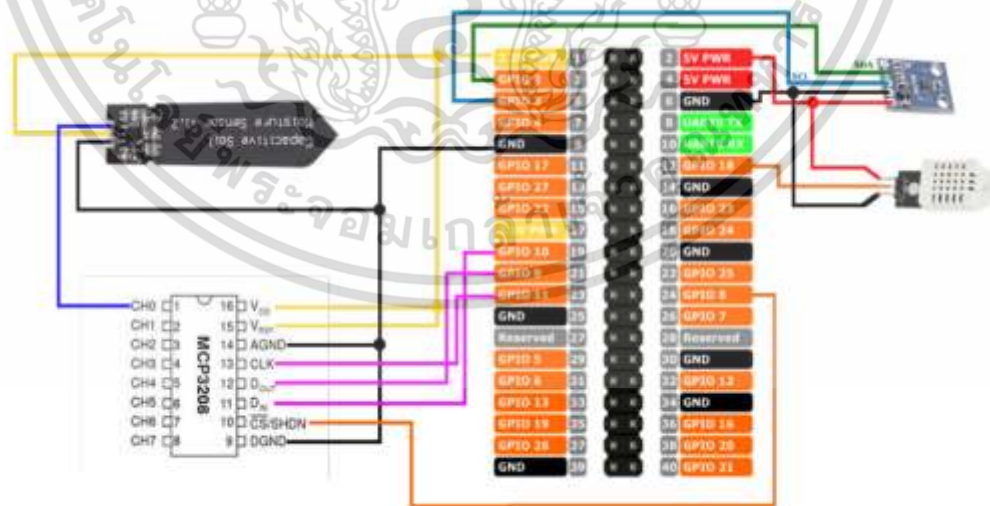 SDA
SCL
Capacitive Soil
Moisture Sensor v1.2
1 2 5V PWR
GPIO 2 3 4 5V PWR
GPIO 3 5 6 GND
GPIO 4 7 8 UART0 TX
GND 9 10 UART0 RX
GPIO 17 11 12 GPIO 18
GPIO 27 13 14 GND
GPIO 22 15 16 GPIO 23
17 18 GPIO 24
GPIO 10 19 20 GND
GPIO 9 21 22 GPIO 25
GPIO 11 23 24 GPIO 8
GND 25 26 GPIO 7
Reserved 27 28 Reserved
GPIO 5 29 30 GND
GPIO 6 31 32 GPIO 12
GPIO 13 33 34 GND
GPIO 19 35 36 GPIO 16
GPIO 26 37 38 GPIO 20
GND 39 40 GPIO 21
CH0 1 16 VDD
CH1 2 15 VREF
CH2 3 14 AGND
CH3 4 13 CLK
CH4 5 12 DOUT
CH5 6 11 DIN
CH6 7 10 CS/SHDN
CH7 8 9 DGND
MCP3208